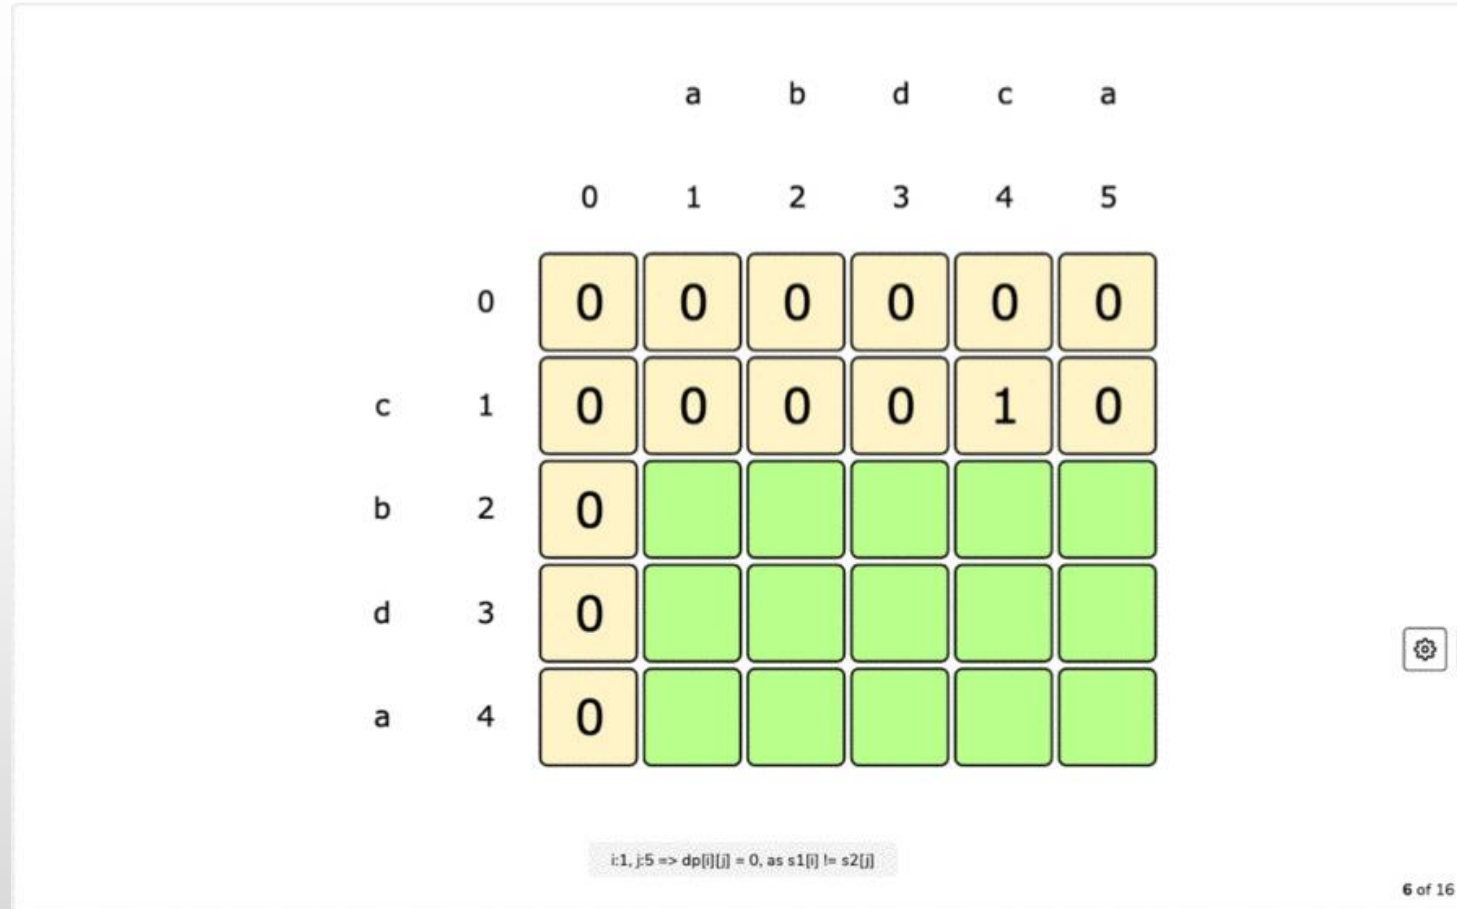 a b d c a
0 1 2 3 4 5
0 0 0 0 0 0 0
c 1 0 0 0 0 1 0
b 2 0
d 3 0
a 4 0
i:1, j:5 => dp[i][j] = 0, as s1[i] != s2[j]
6 of 16